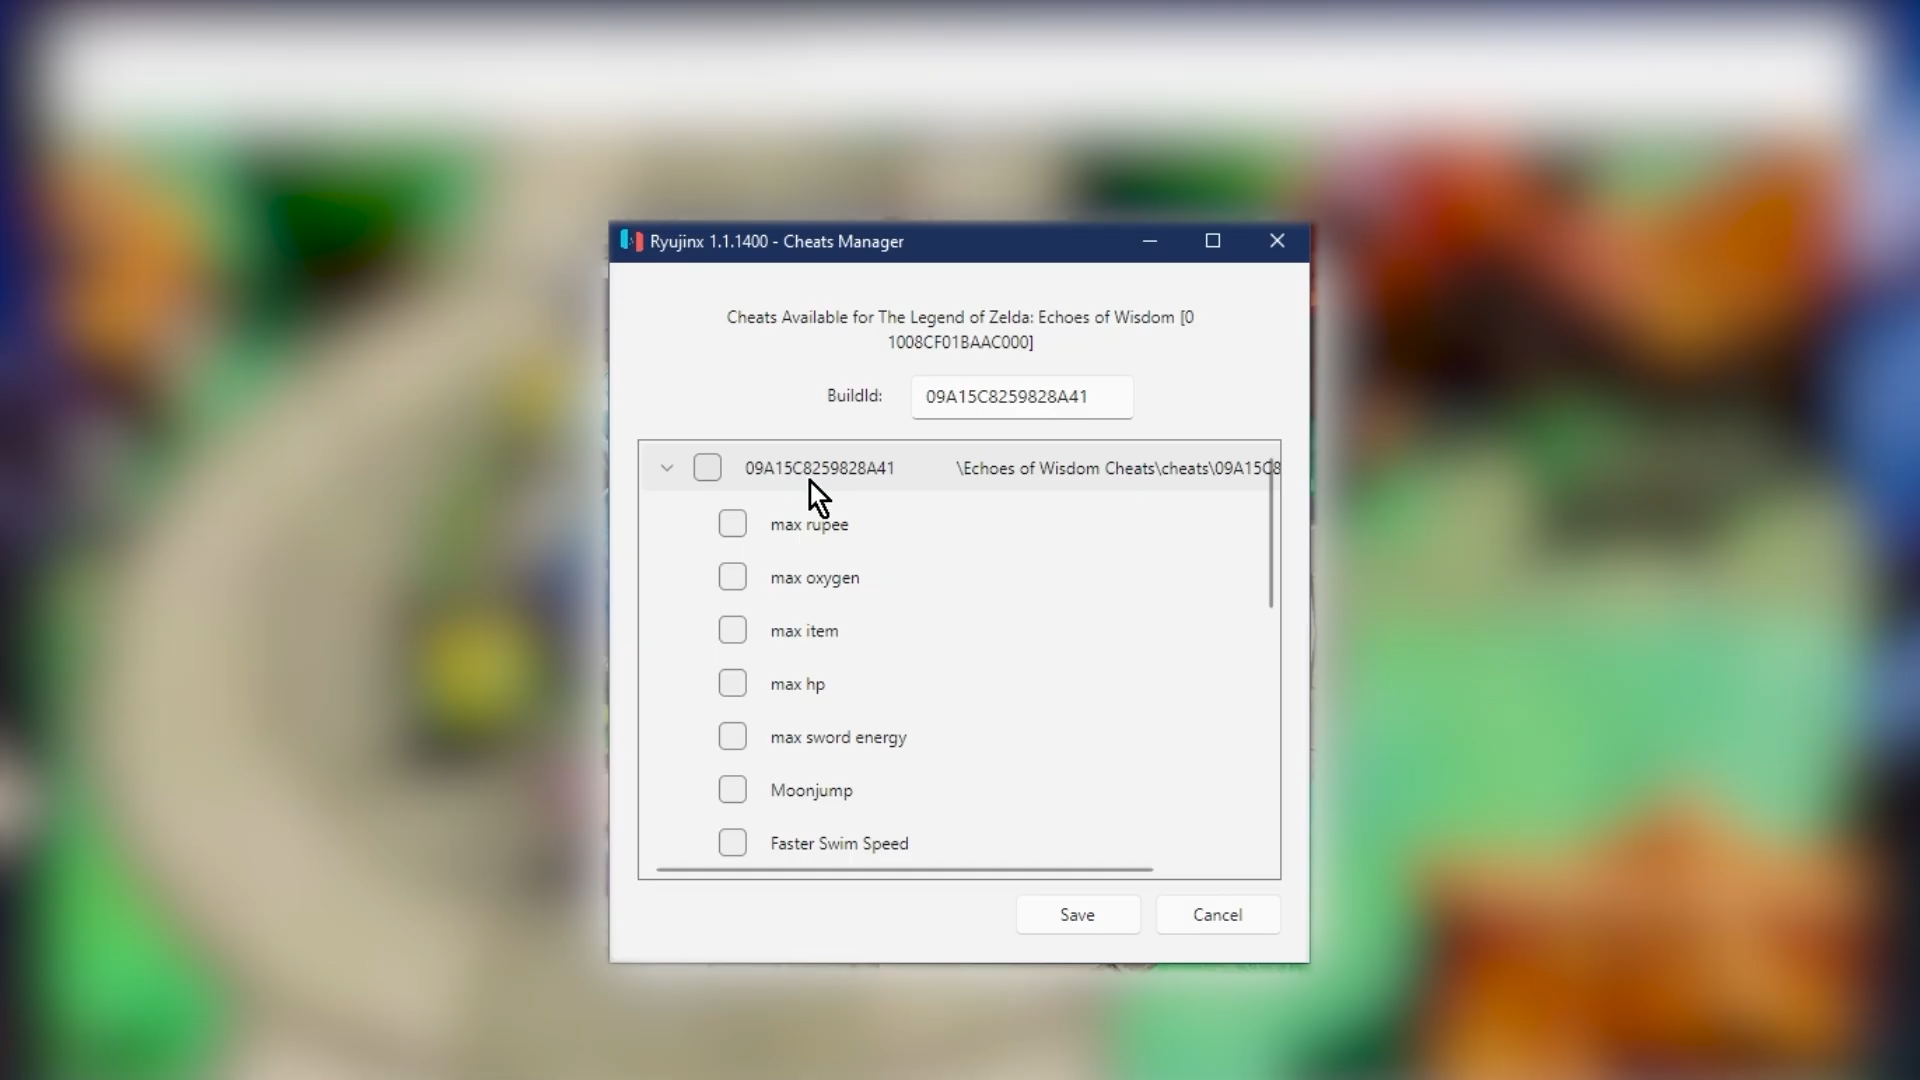 Ryujinx 1.1.1400 - Cheats Manager
Cheats Available for The Legend of Zelda: Echoes of Wisdom [0
1008CF01BAAC000]
BuildId: 09A15C8259828A41
09A15C8259828A41 \Echoes of Wisdom Cheats\cheats\09A15C8
max rupee
max oxygen
max item
max hp
max sword energy
Moonjump
Faster Swim Speed
Save Cancel